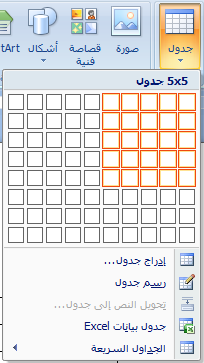 جدول
صورة
قصاصة فنية
أشكال
tArt
5x5 جدول
إدراج جدول...
رسم جدول
تحويل النص إلى جدول...
جدول بيانات Excel
الجداول السريعة